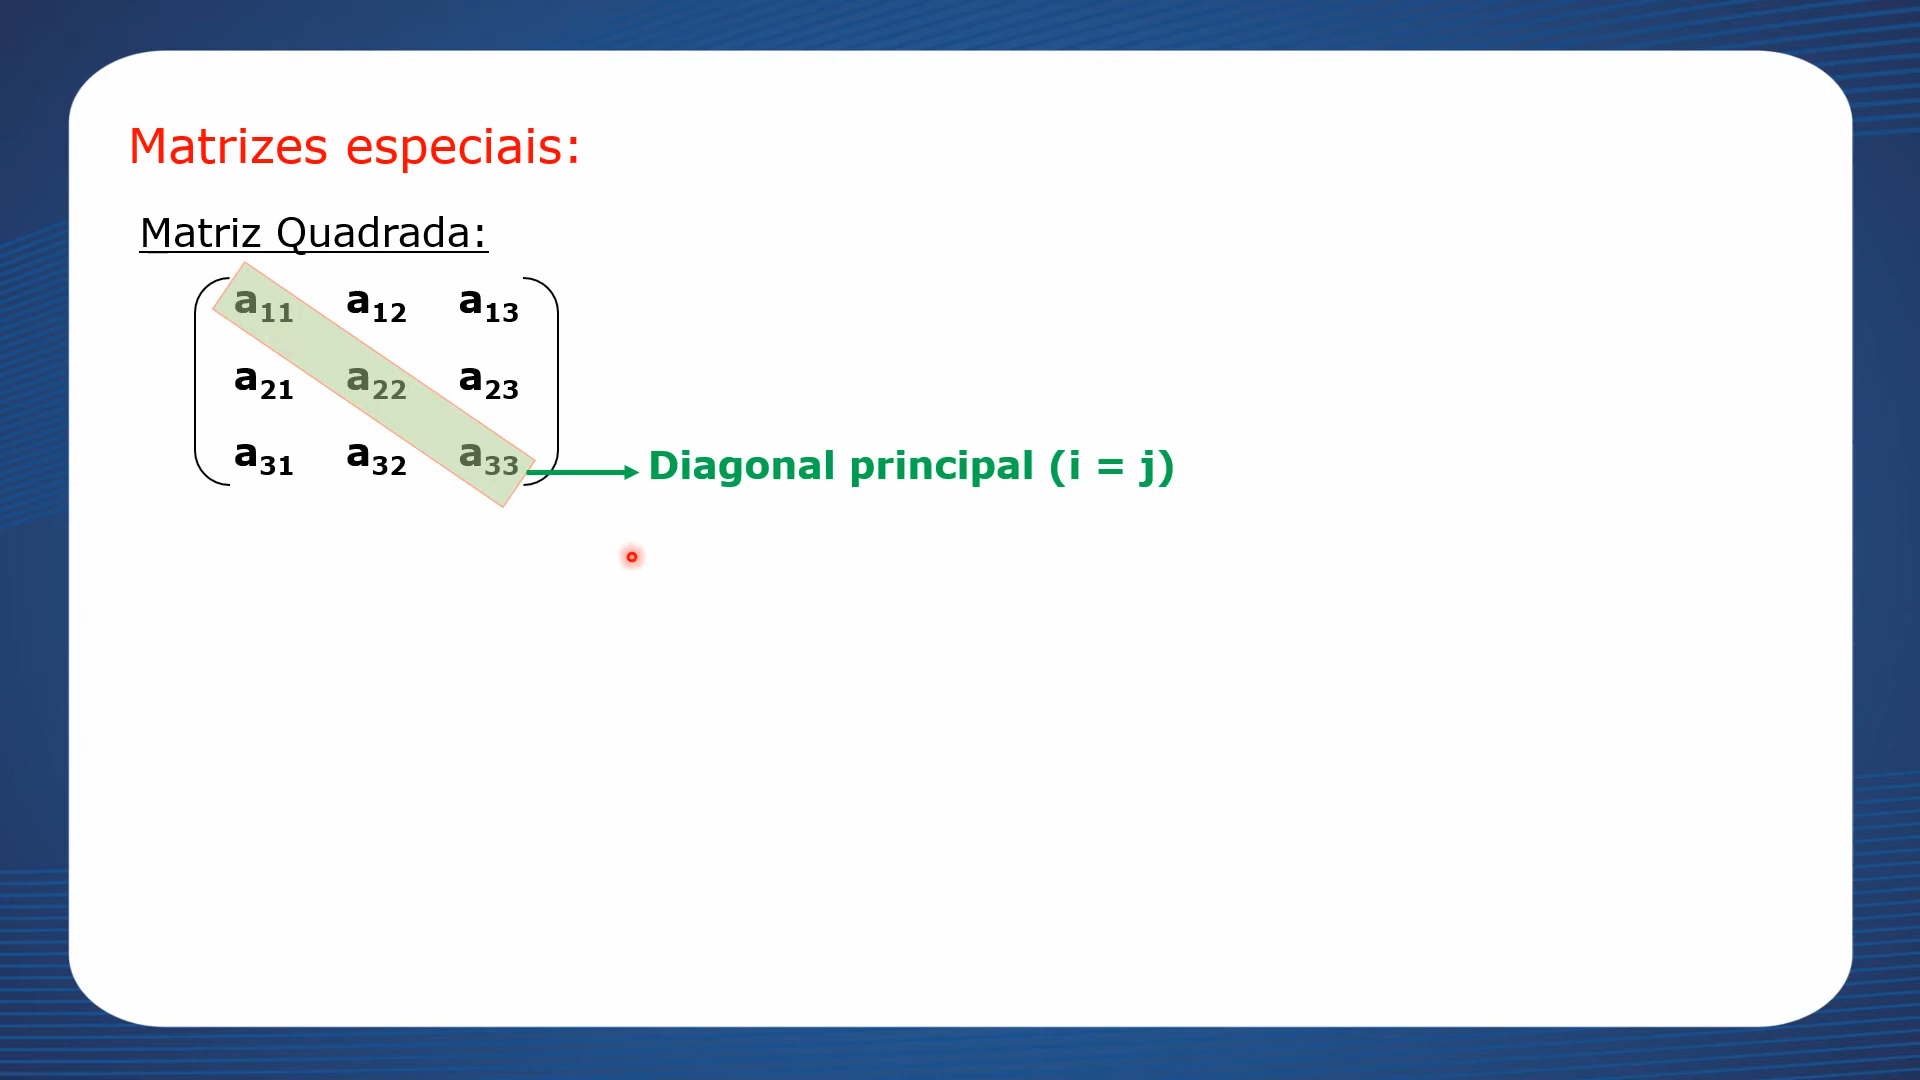 Matrizes especiais:
Matriz Quadrada:
a₁₁ a₁₂ a₁₃
a₂₁ a₂₂ a₂₃
a₃₁ a₃₂ a₃₃
Diagonal principal (i = j)